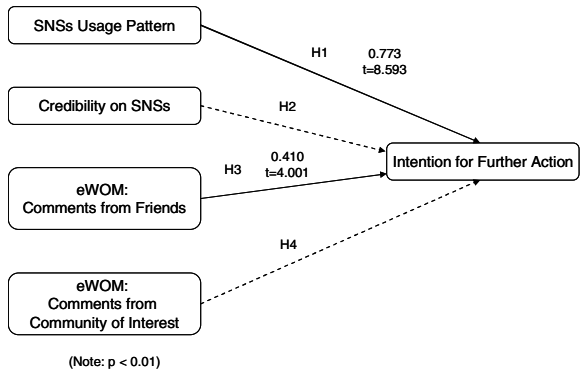 SNSs Usage Pattern
H1
0.773
t=8.593
Credibility on SNSs
H2
Intention for Further Action
H3
0.410
t=4.001
eWOM:
Comments from Friends
H4
eWOM:
Comments from
Community of Interest
(Note: p < 0.01)